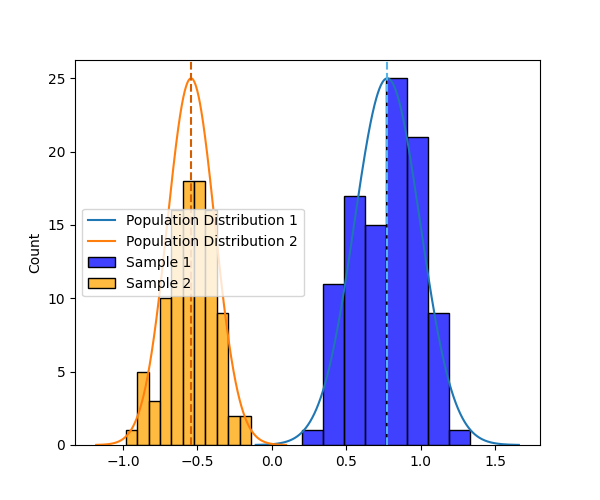 25
20
15
10
5
0
Count
Population Distribution 1
Population Distribution 2
Sample 1
Sample 2
−1.0 −0.5 0.0 0.5 1.0 1.5